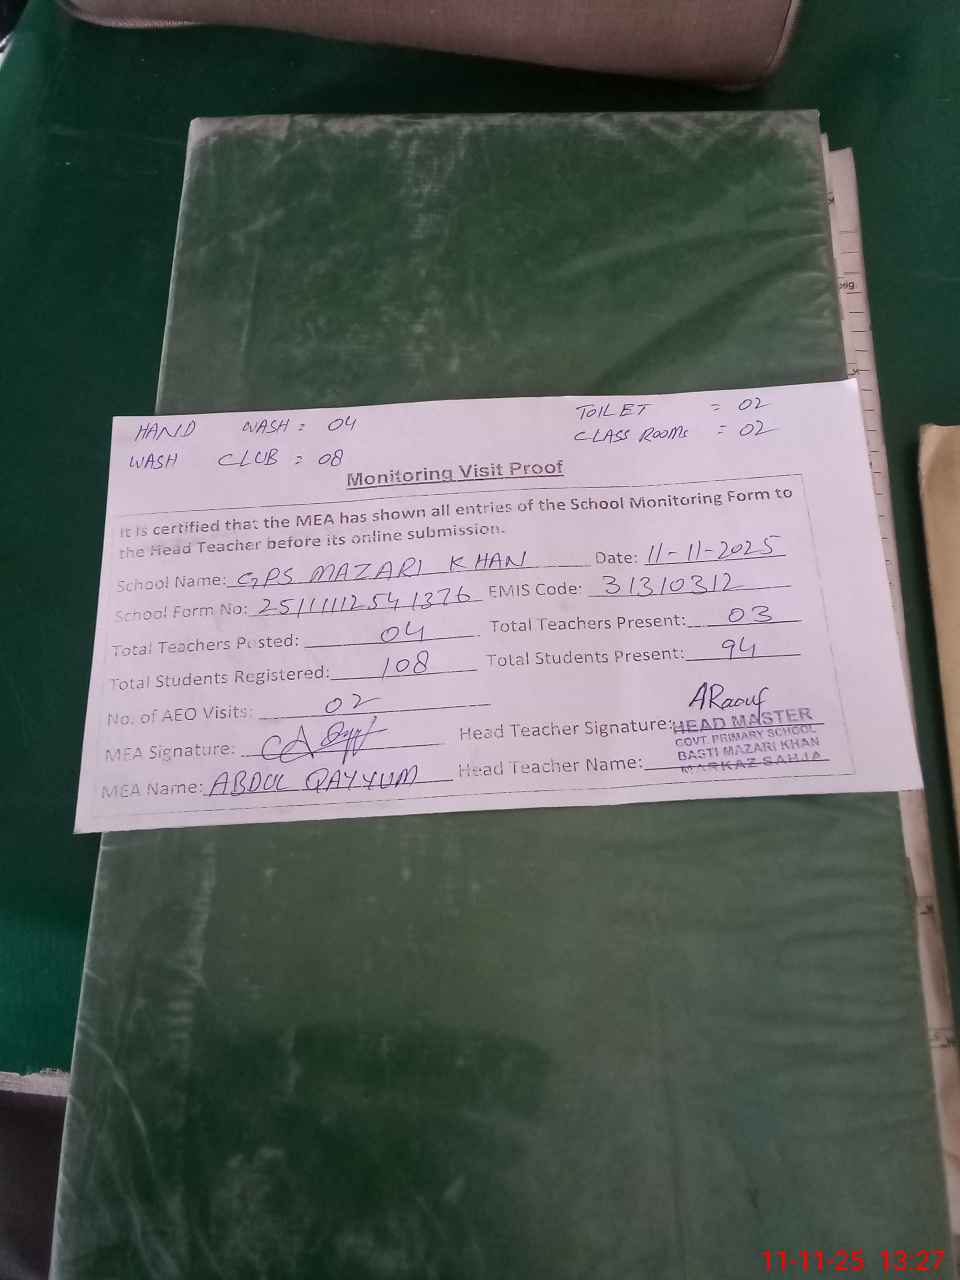 HAND WASH = 04
TOILET = 02
WASH CLUB = 08
CLASS ROOMS = 02
Monitoring Visit Proof
It is certified that the MEA has shown all entries of the School Monitoring Form to
the Head Teacher before its online submission.
School Name: GPS MAZARI KHAN Date: 11-11-2025
School Form No: 25111112541376 EMIS Code: 31310312
Total Teachers Posted: 04 Total Teachers Present: 03
Total Students Registered: 108 Total Students Present: 94
No. of AEO Visits: 02
MEA Signature: Head Teacher Signature: ARaouf
HEAD MASTER
GOVT. PRIMARY SCHOOL
BASTI MAZARI KHAN
MARKAZ SAHJA
MEA Name: ABDUL QAYYUM Head Teacher Name:
11-11-25 13:27